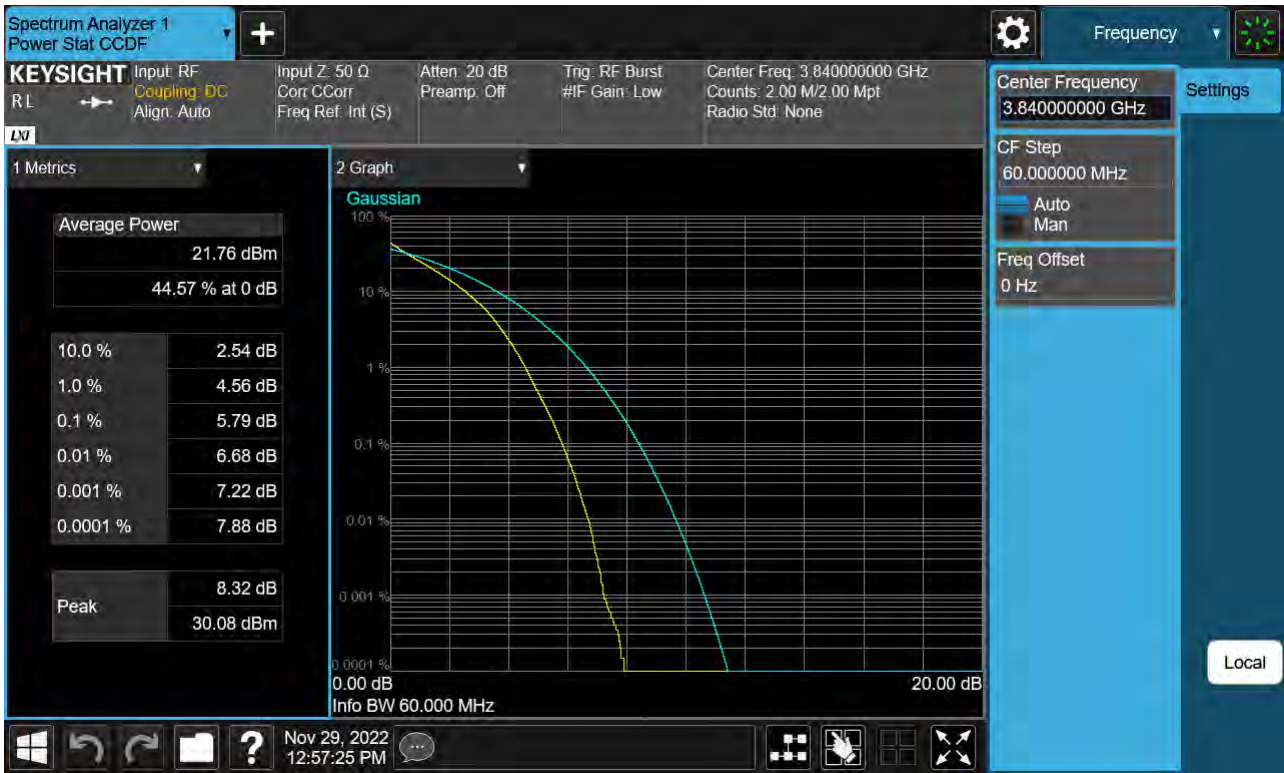 Spectrum Analyzer 1
Power Stat CCDF
+
Frequency
KEYSIGHT
RL
LXI
Input: RF
Coupling: DC
Align: Auto
Input Z: 50 Ω
Corr CCorr
Freq Ref: Int (S)
Atten: 20 dB
Preamp: Off
Trig: RF Burst
#IF Gain: Low
Center Freq: 3.840000000 GHz
Counts: 2.00 M/2.00 Mpt
Radio Std: None
Center Frequency
3.840000000 GHz
Settings
CF Step
60.000000 MHz
Auto
Man
Freq Offset
0 Hz
1 Metrics
Average Power
21.76 dBm
44.57 % at 0 dB
10.0 % 2.54 dB
1.0 % 4.56 dB
0.1 % 5.79 dB
0.01 % 6.68 dB
0.001 % 7.22 dB
0.0001 % 7.88 dB
Peak
8.32 dB
30.08 dBm
2 Graph
Gaussian
100 %
10 %
1 %
0.1 %
0.01 %
0.001 %
0.0001 %
0.00 dB 20.00 dB
Info BW 60.000 MHz
Local
?
Nov 29, 2022
12:57:25 PM